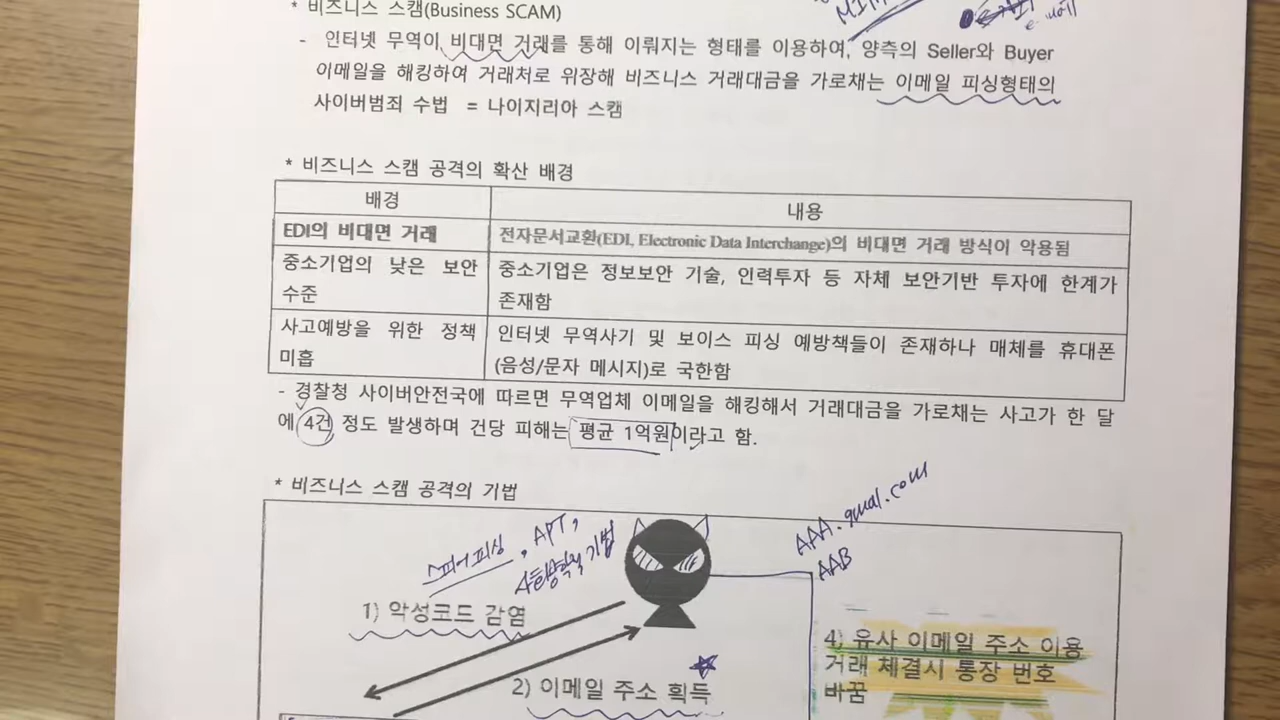 * 비즈니스 스캠(Business SCAM)
- 인터넷 무역이 비대면 거래를 통해 이뤄지는 형태를 이용하여, 양측의 Seller와 Buyer
이메일을 해킹하여 거래처로 위장해 비즈니스 거래대금을 가로채는 이메일 피싱형태의
사이버범죄 수법 = 나이지리아 스캠
* 비즈니스 스캠 공격의 확산 배경
배경 내용
EDI의 비대면 거래 전자문서교환(EDI, Electronic Data Interchange)의 비대면 거래 방식이 악용됨
중소기업의 낮은 보안 중소기업은 정보보안 기술, 인력투자 등 자체 보안기반 투자에 한계가
수준 존재함
사고예방을 위한 정책 인터넷 무역사기 및 보이스 피싱 예방책들이 존재하나 매체를 휴대폰
미흡 (음성/문자 메시지)로 국한함
- 경찰청 사이버안전국에 따르면 무역업체 이메일을 해킹해서 거래대금을 가로채는 사고가 한 달
에 4건 정도 발생하며 건당 피해는 평균 1억원이라고 함.
* 비즈니스 스캠 공격의 기법
스피어피싱, APT,
기법
AAA.gmal.com
AAB
1) 악성코드 감염
2) 이메일 주소 획득
4) 유사 이메일 주소 이용
거래 체결시 통장 번호
바꿈